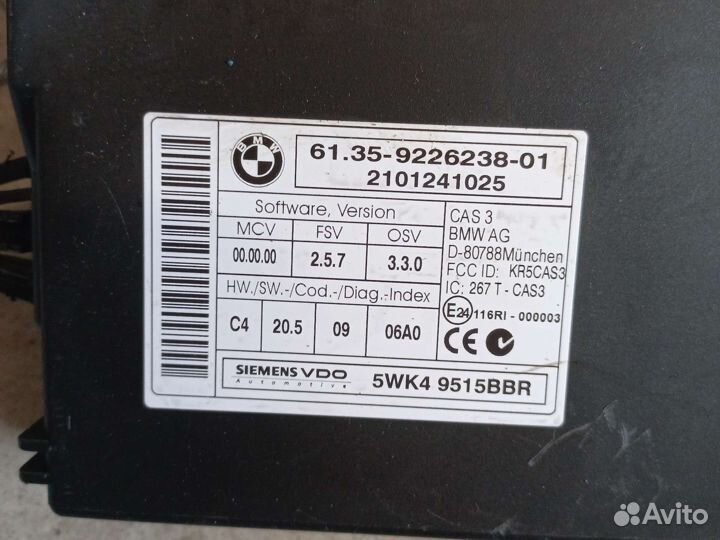 BMW
61.35-9226238-01
2101241025
Software, Version
MCV FSV OSV
00.00.00 2.5.7 3.3.0
HW./SW.-/Cod.-/Diag.-Index
C4 20.5 09 06A0
CAS 3
BMW AG
D-80788München
FCC ID: KR5CAS3
IC: 267 T - CAS3
E24 116RI - 000003
CE
SIEMENS VDO
Automotive
5WK4 9515BBR
Avito